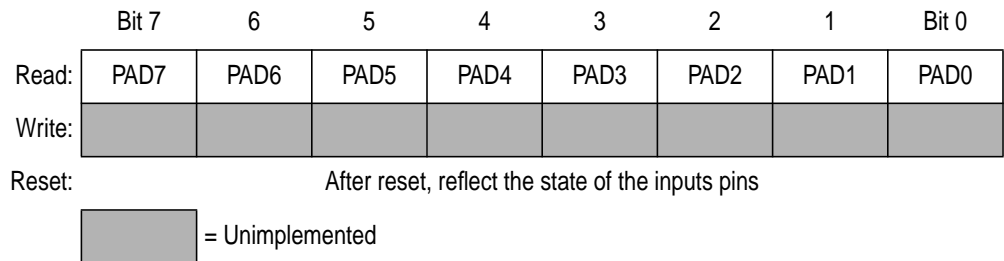 Bit 7 6 5 4 3 2 1 Bit 0
Read: PAD7 PAD6 PAD5 PAD4 PAD3 PAD2 PAD1 PAD0
Write:
Reset: After reset, reflect the state of the inputs pins
= Unimplemented